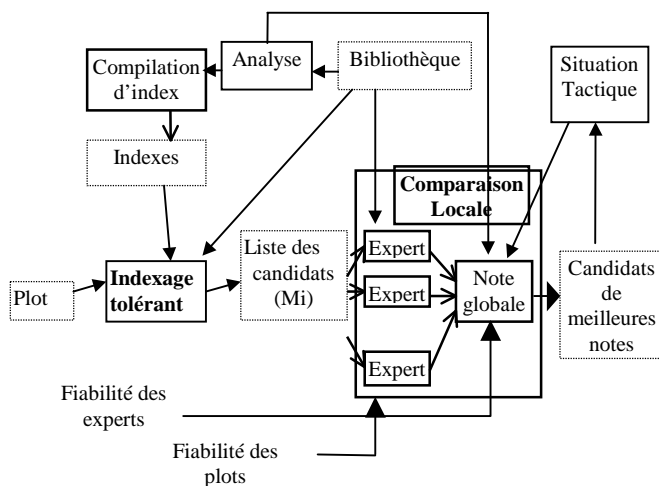 Compilation
d’index
Analyse
Bibliothèque
Situation
Tactique
Indexes
Comparaison
Locale
Plot
Indexage
tolérant
Liste des
candidats
(Mi)
Expert
Expert
Expert
Note
globale
Candidats
de
meilleures
notes
Fiabilité des
experts
Fiabilité des
plots